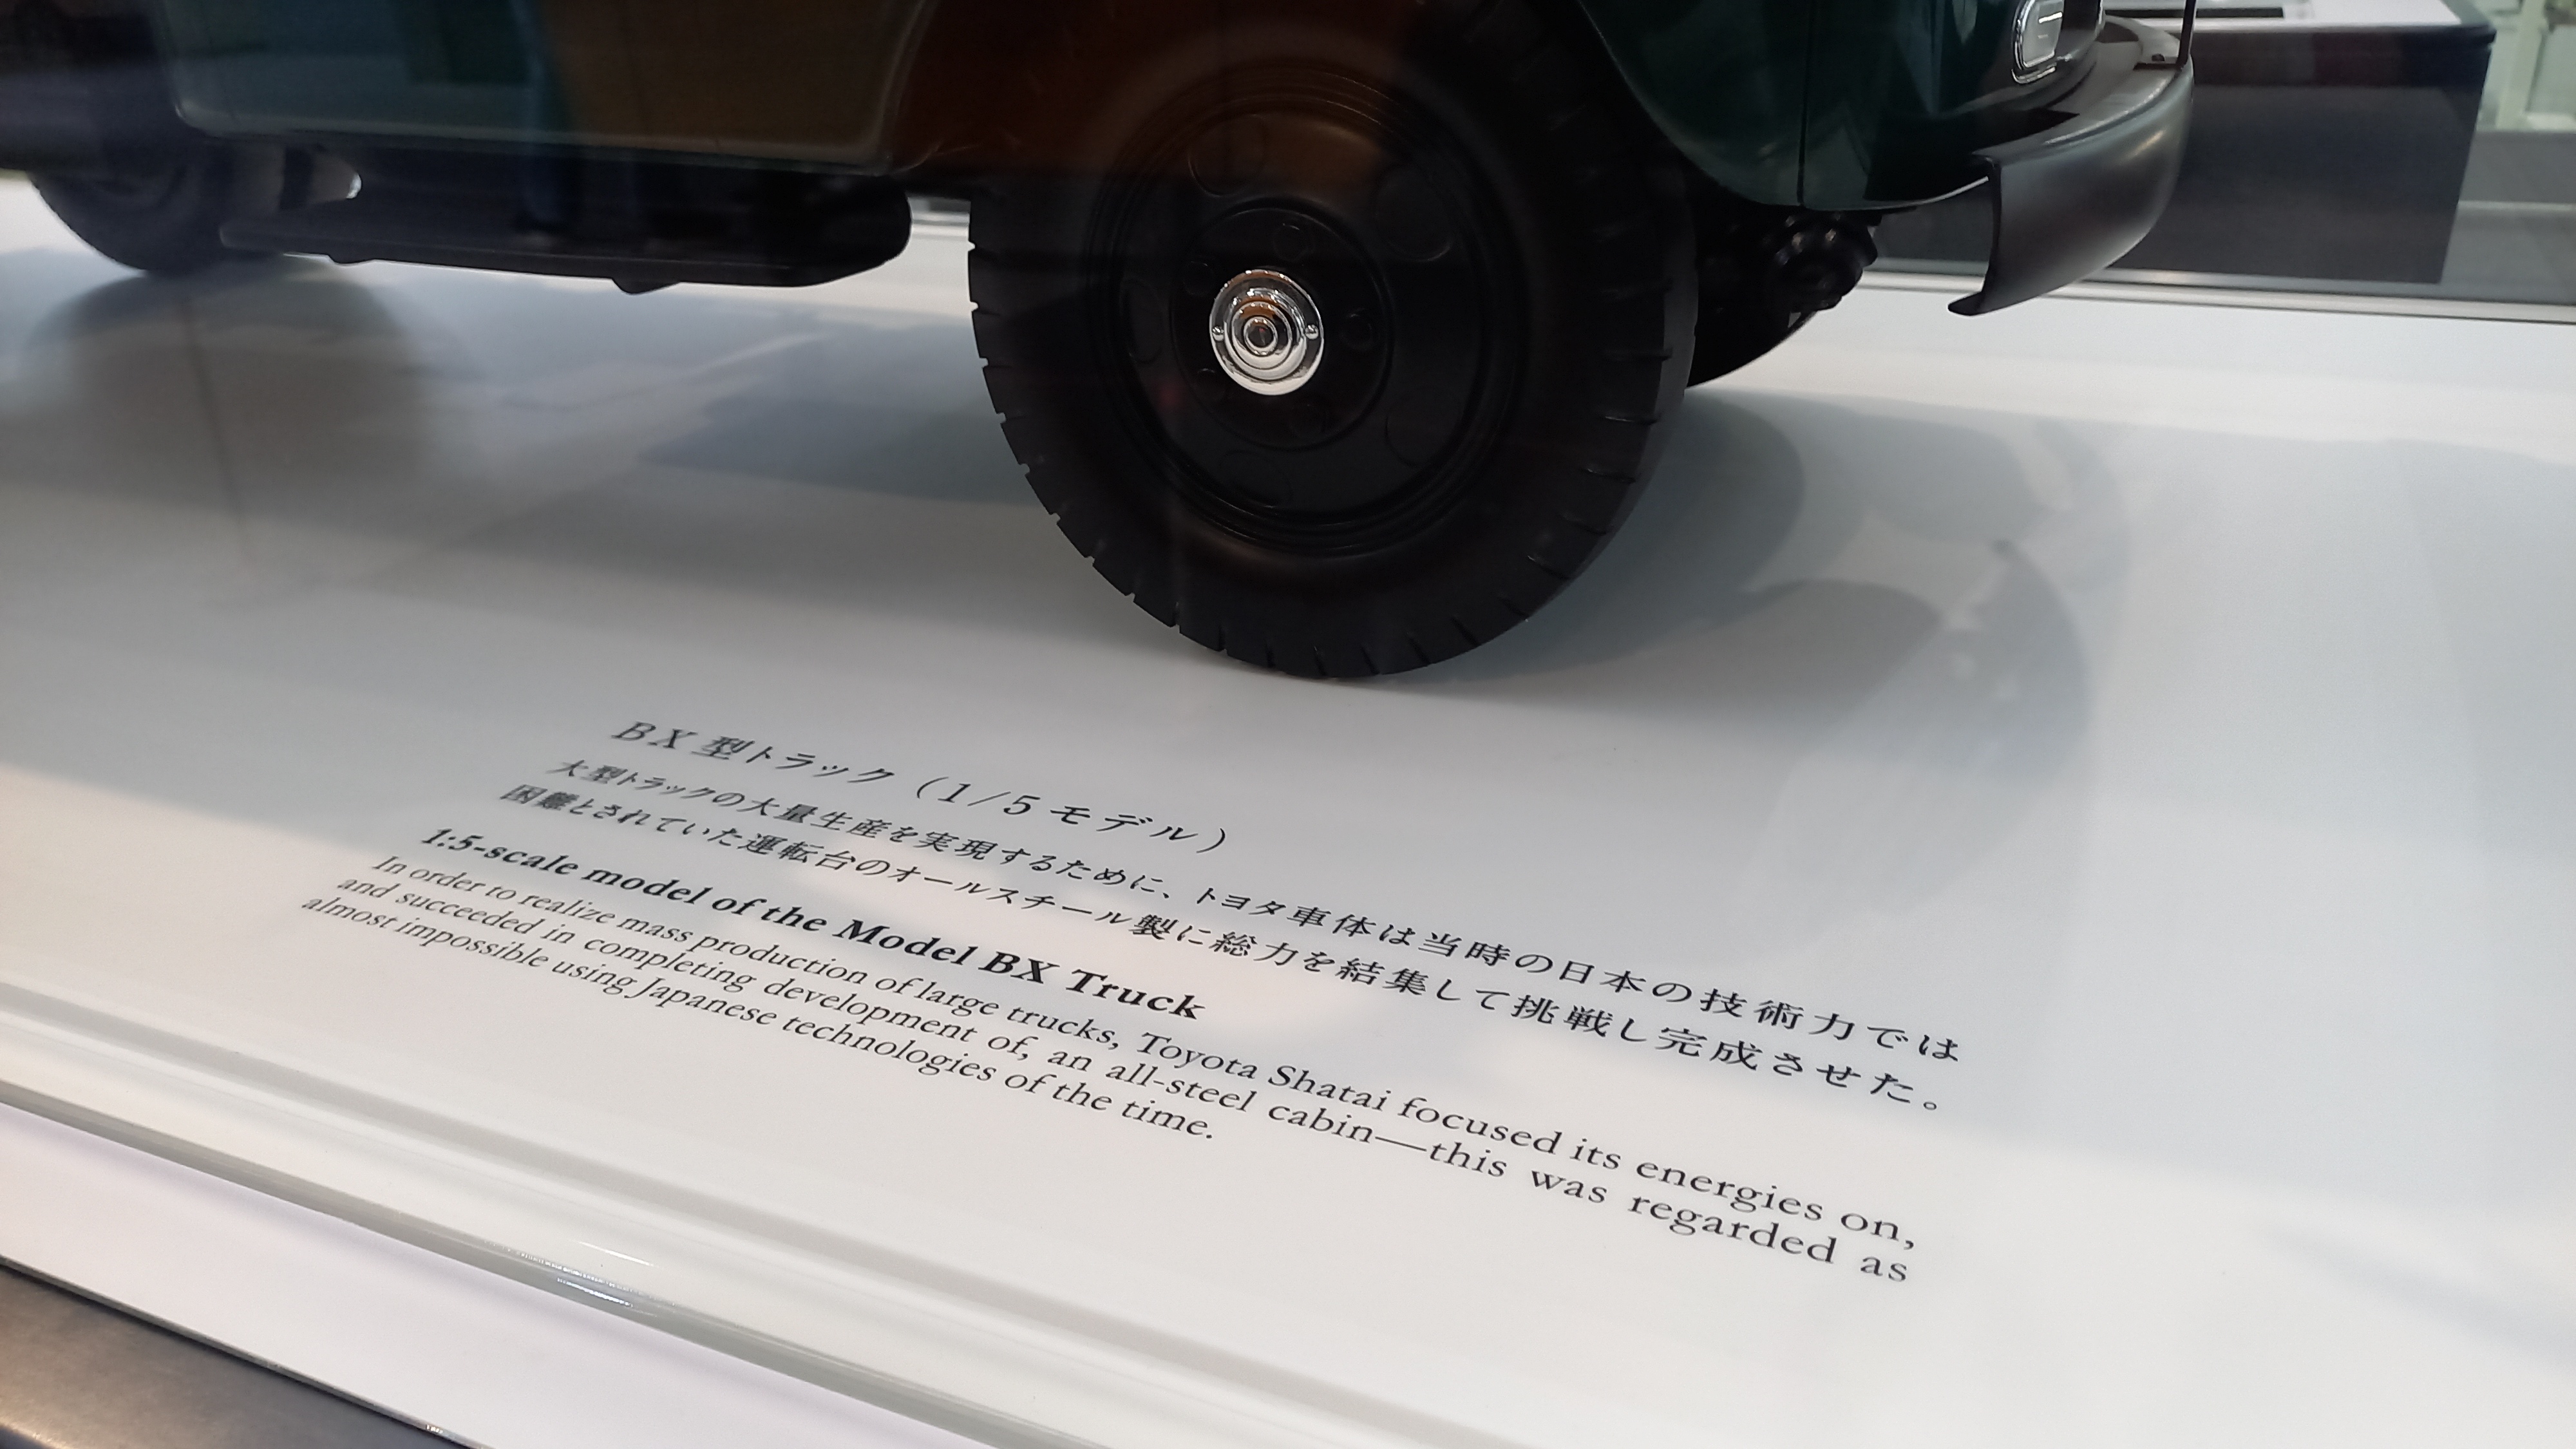 BX型トラック（1/5モデル）
大型トラックの大量生産を実現するために、トヨタ車体は当時の日本の技術力では
困難とされていた運転台のオールスチール製に総力を結集して挑戦し完成させた。
1:5-scale model of the Model BX Truck
In order to realize mass production of large trucks, Toyota Shatai focused its energies on,
and succeeded in completing development of, an all-steel cabin—this was regarded as
almost impossible using Japanese technologies of the time.